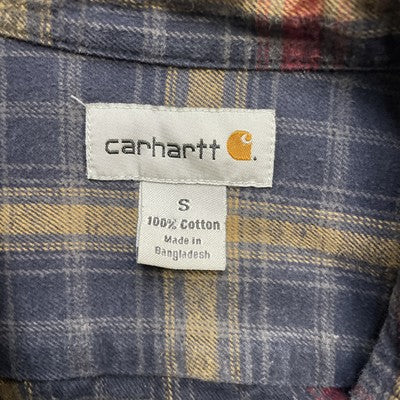 carhartt
S
100% Cotton
Made in
Bangladesh